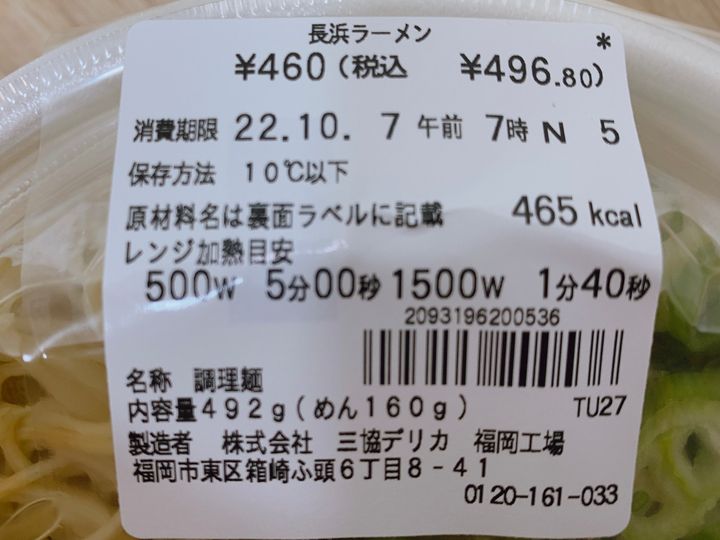 長浜ラーメン
*
¥460(税込 ¥496.80)
消費期限 22.10. 7 午前 7時 N 5
保存方法 10℃以下
原材料名は裏面ラベルに記載 465 kcal
レンジ加熱目安
500W 5分00秒 1500W 1分40秒
2093196200536
名称 調理麺
内容量492g(めん160g) TU27
製造者 株式会社 三協デリカ 福岡工場
福岡市東区箱崎ふ頭6丁目8-41
0120-161-033